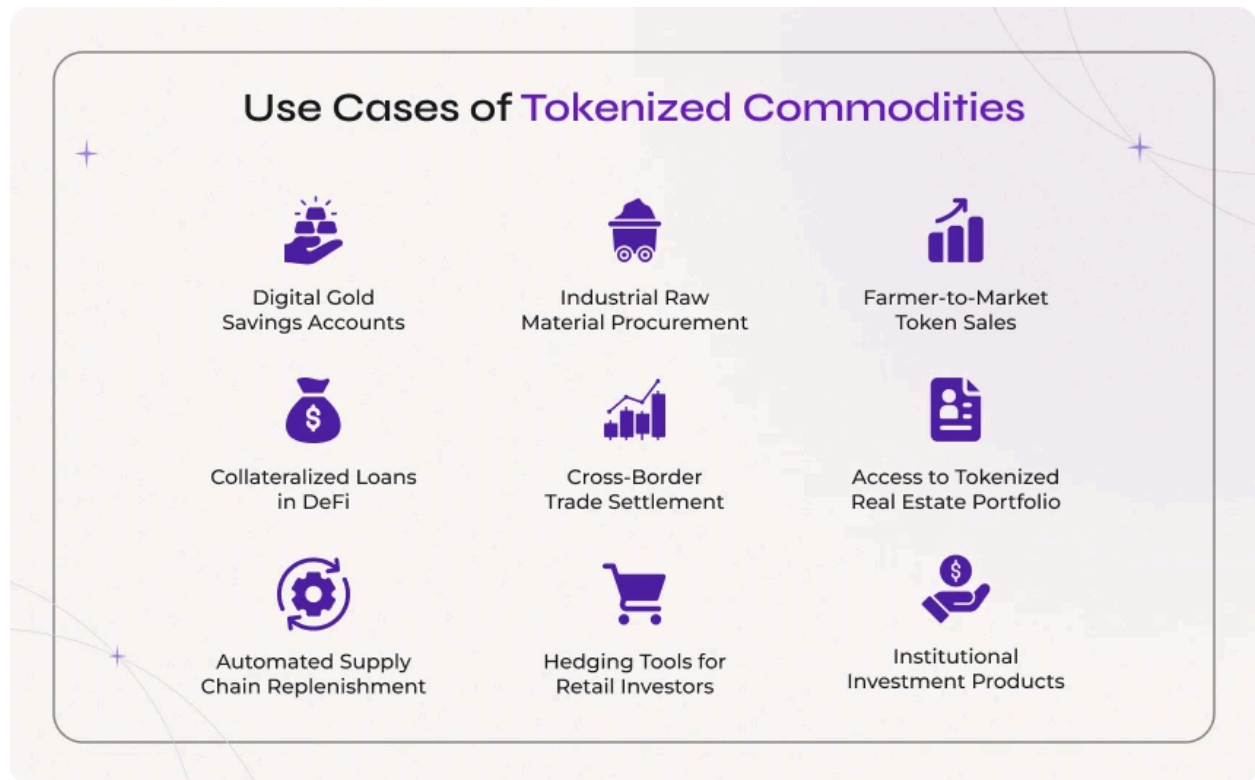 Use Cases of Tokenized Commodities
Digital Gold
Savings Accounts
Industrial Raw
Material Procurement
Farmer-to-Market
Token Sales
$
Collateralized Loans
in DeFi
Cross-Border
Trade Settlement
Access to Tokenized
Real Estate Portfolio
Automated Supply
Chain Replenishment
Hedging Tools for
Retail Investors
$
Institutional
Investment Products